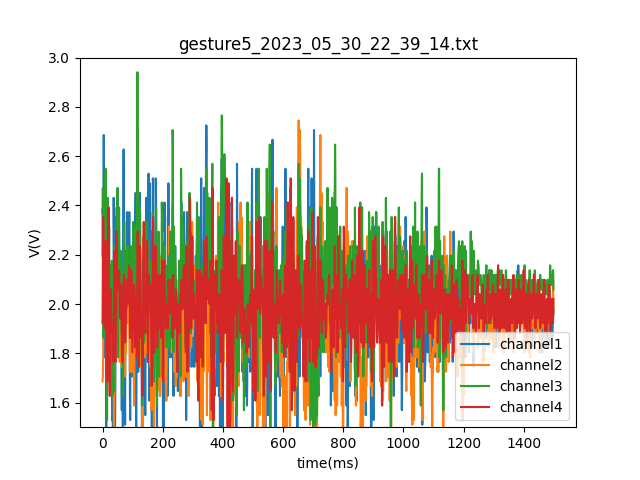 gesture5_2023_05_30_22_39_14.txt
V(V)
3.0
2.8
2.6
2.4
2.2
2.0
1.8
1.6
channel1
channel2
channel3
channel4
0 200 400 600 800 1000 1200 1400
time(ms)